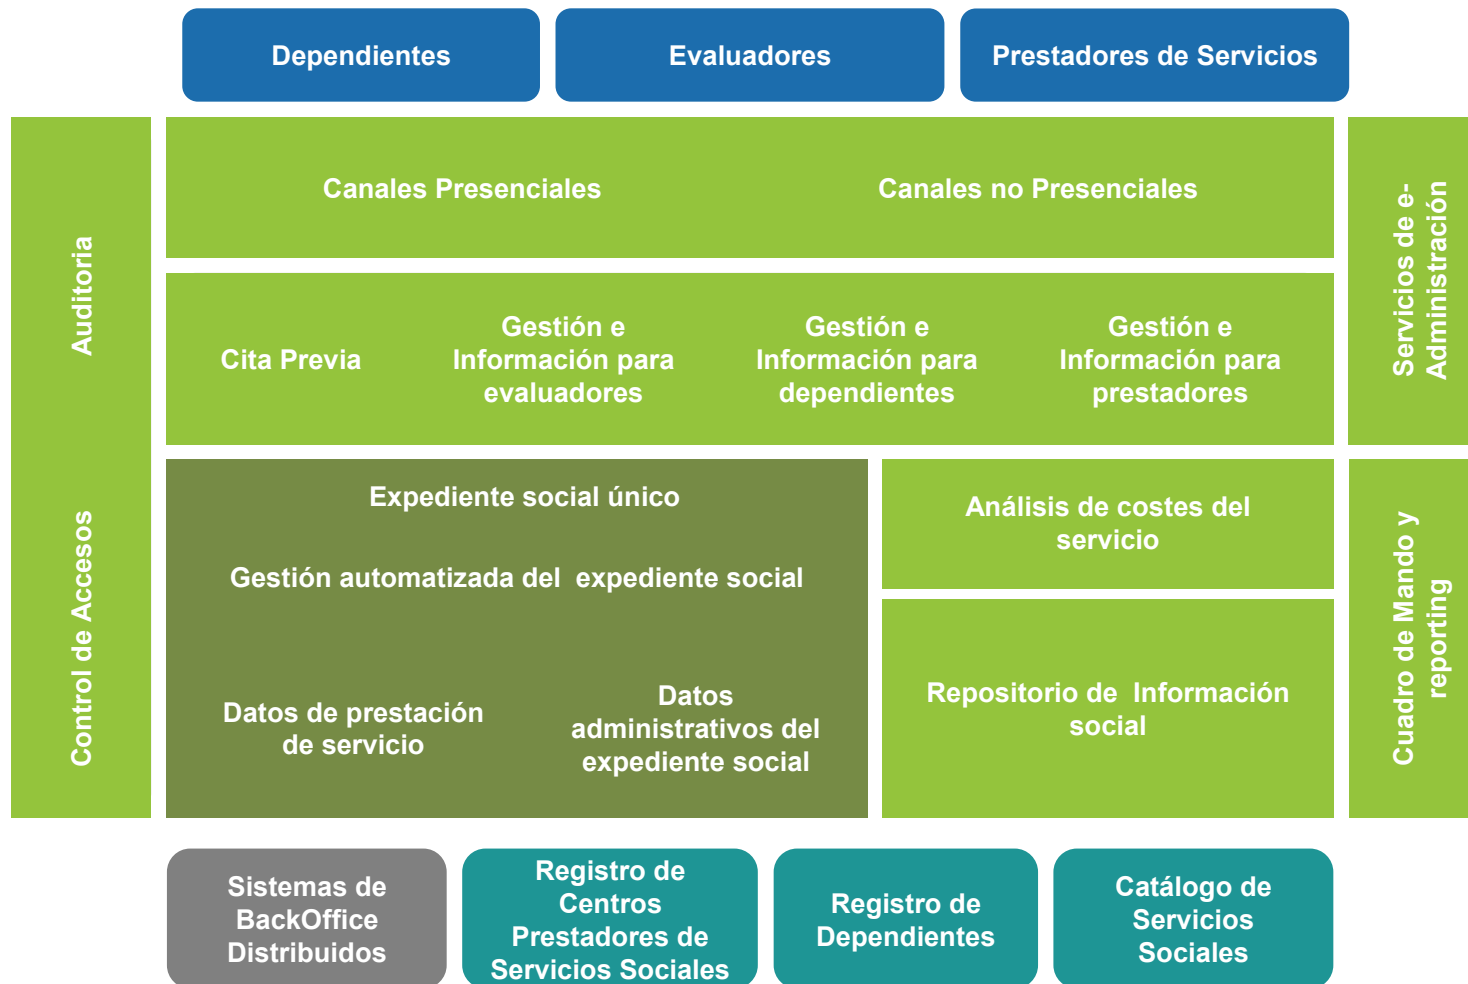 Dependientes
Evaluadores
Prestadores de Servicios
Canales Presenciales
Canales no Presenciales
Auditoria
Servicios de e-
Administración
Cita Previa
Gestión e
Información para
evaluadores
Gestión e
Información para
dependientes
Gestión e
Información para
prestadores
Control de Accesos
Expediente social único
Gestión automatizada del  expediente social
Datos de prestación
de servicio
Datos
administrativos del
expediente social
Análisis de costes del
servicio
Repositorio de  Información
social
Cuadro de Mando y
reporting
Sistemas de
BackOffice
Distribuidos
Registro de
Centros
Prestadores de
Servicios Sociales
Registro de
Dependientes
Catálogo de
Servicios
Sociales